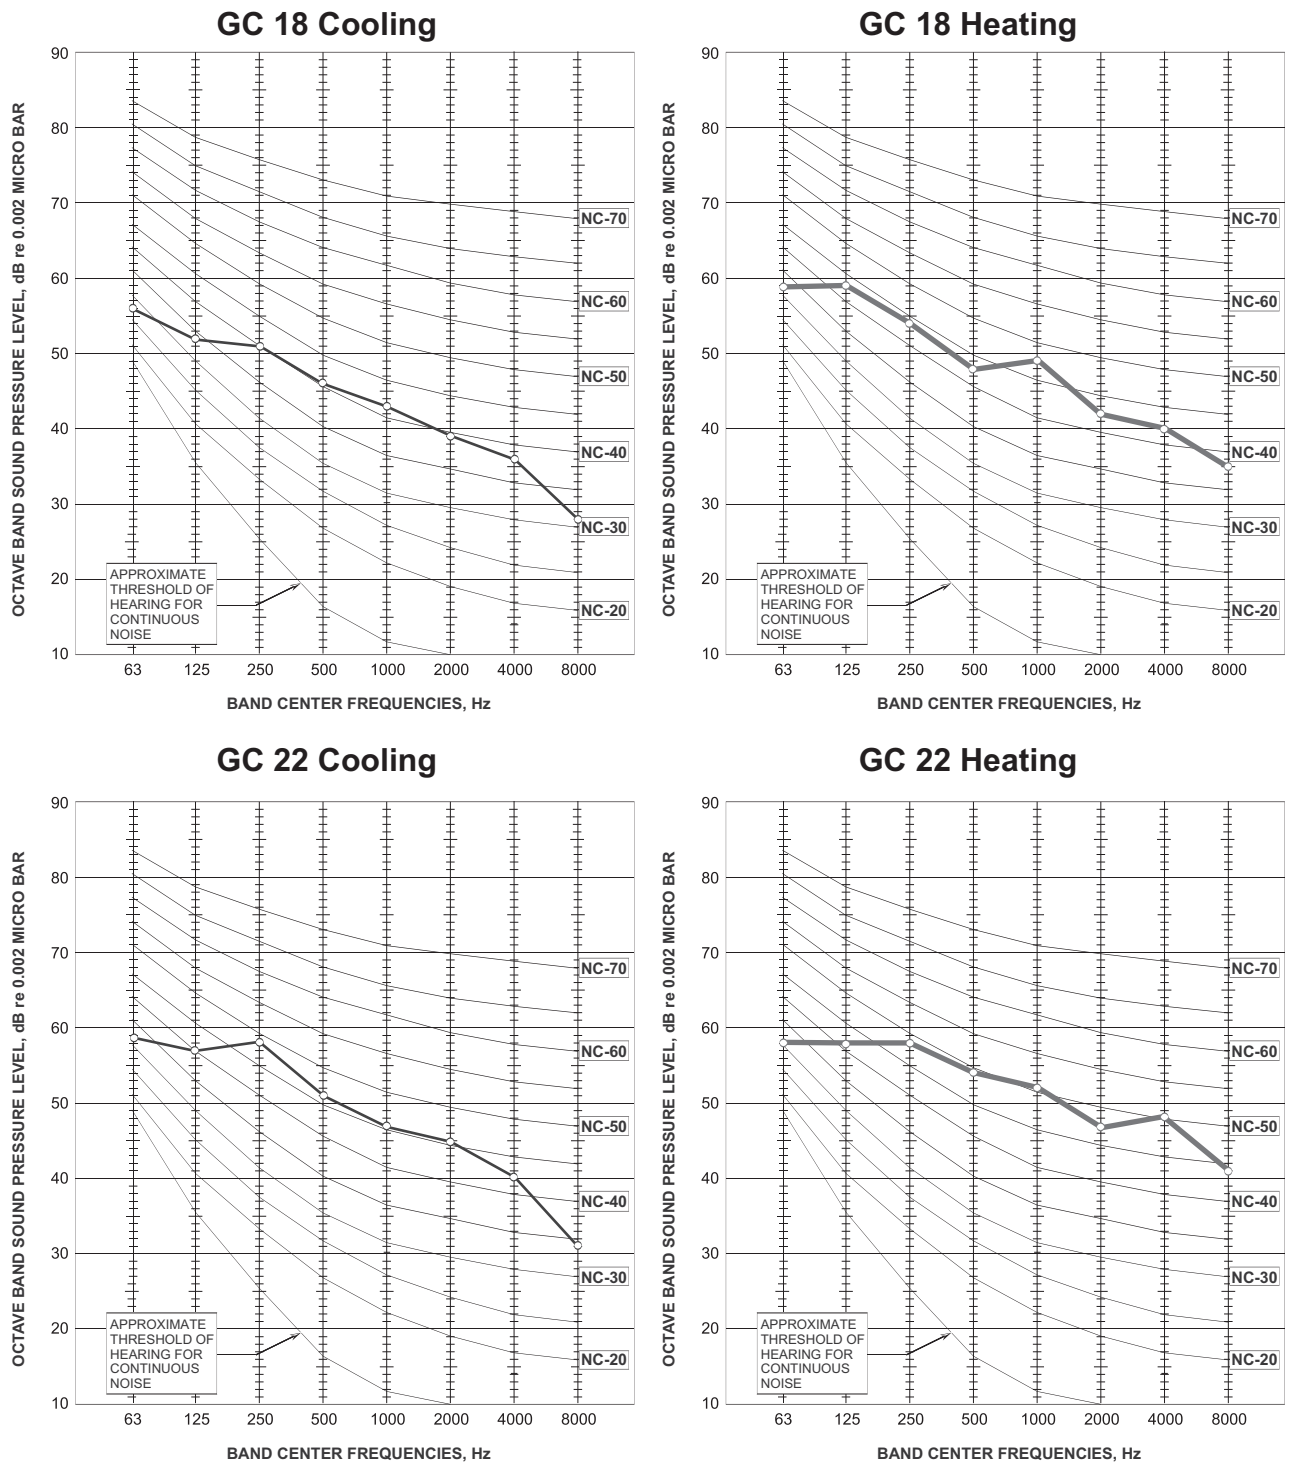 GC 18 Cooling
OCTAVE BAND SOUND PRESSURE LEVEL, dB re 0.002 MICRO BAR
90
80
70
60
50
40
30
20
10
NC-70
NC-60
NC-50
NC-40
NC-30
NC-20
APPROXIMATE
THRESHOLD OF
HEARING FOR
CONTINUOUS
NOISE
63 125 250 500 1000 2000 4000 8000
BAND CENTER FREQUENCIES, Hz
GC 18 Heating
OCTAVE BAND SOUND PRESSURE LEVEL, dB re 0.002 MICRO BAR
90
80
70
60
50
40
30
20
10
NC-70
NC-60
NC-50
NC-40
NC-30
NC-20
APPROXIMATE
THRESHOLD OF
HEARING FOR
CONTINUOUS
NOISE
63 125 250 500 1000 2000 4000 8000
BAND CENTER FREQUENCIES, Hz
GC 22 Cooling
OCTAVE BAND SOUND PRESSURE LEVEL, dB re 0.002 MICRO BAR
90
80
70
60
50
40
30
20
10
NC-70
NC-60
NC-50
NC-40
NC-30
NC-20
APPROXIMATE
THRESHOLD OF
HEARING FOR
CONTINUOUS
NOISE
63 125 250 500 1000 2000 4000 8000
BAND CENTER FREQUENCIES, Hz
GC 22 Heating
OCTAVE BAND SOUND PRESSURE LEVEL, dB re 0.002 MICRO BAR
90
80
70
60
50
40
30
20
10
NC-70
NC-60
NC-50
NC-40
NC-30
NC-20
APPROXIMATE
THRESHOLD OF
HEARING FOR
CONTINUOUS
NOISE
63 125 250 500 1000 2000 4000 8000
BAND CENTER FREQUENCIES, Hz